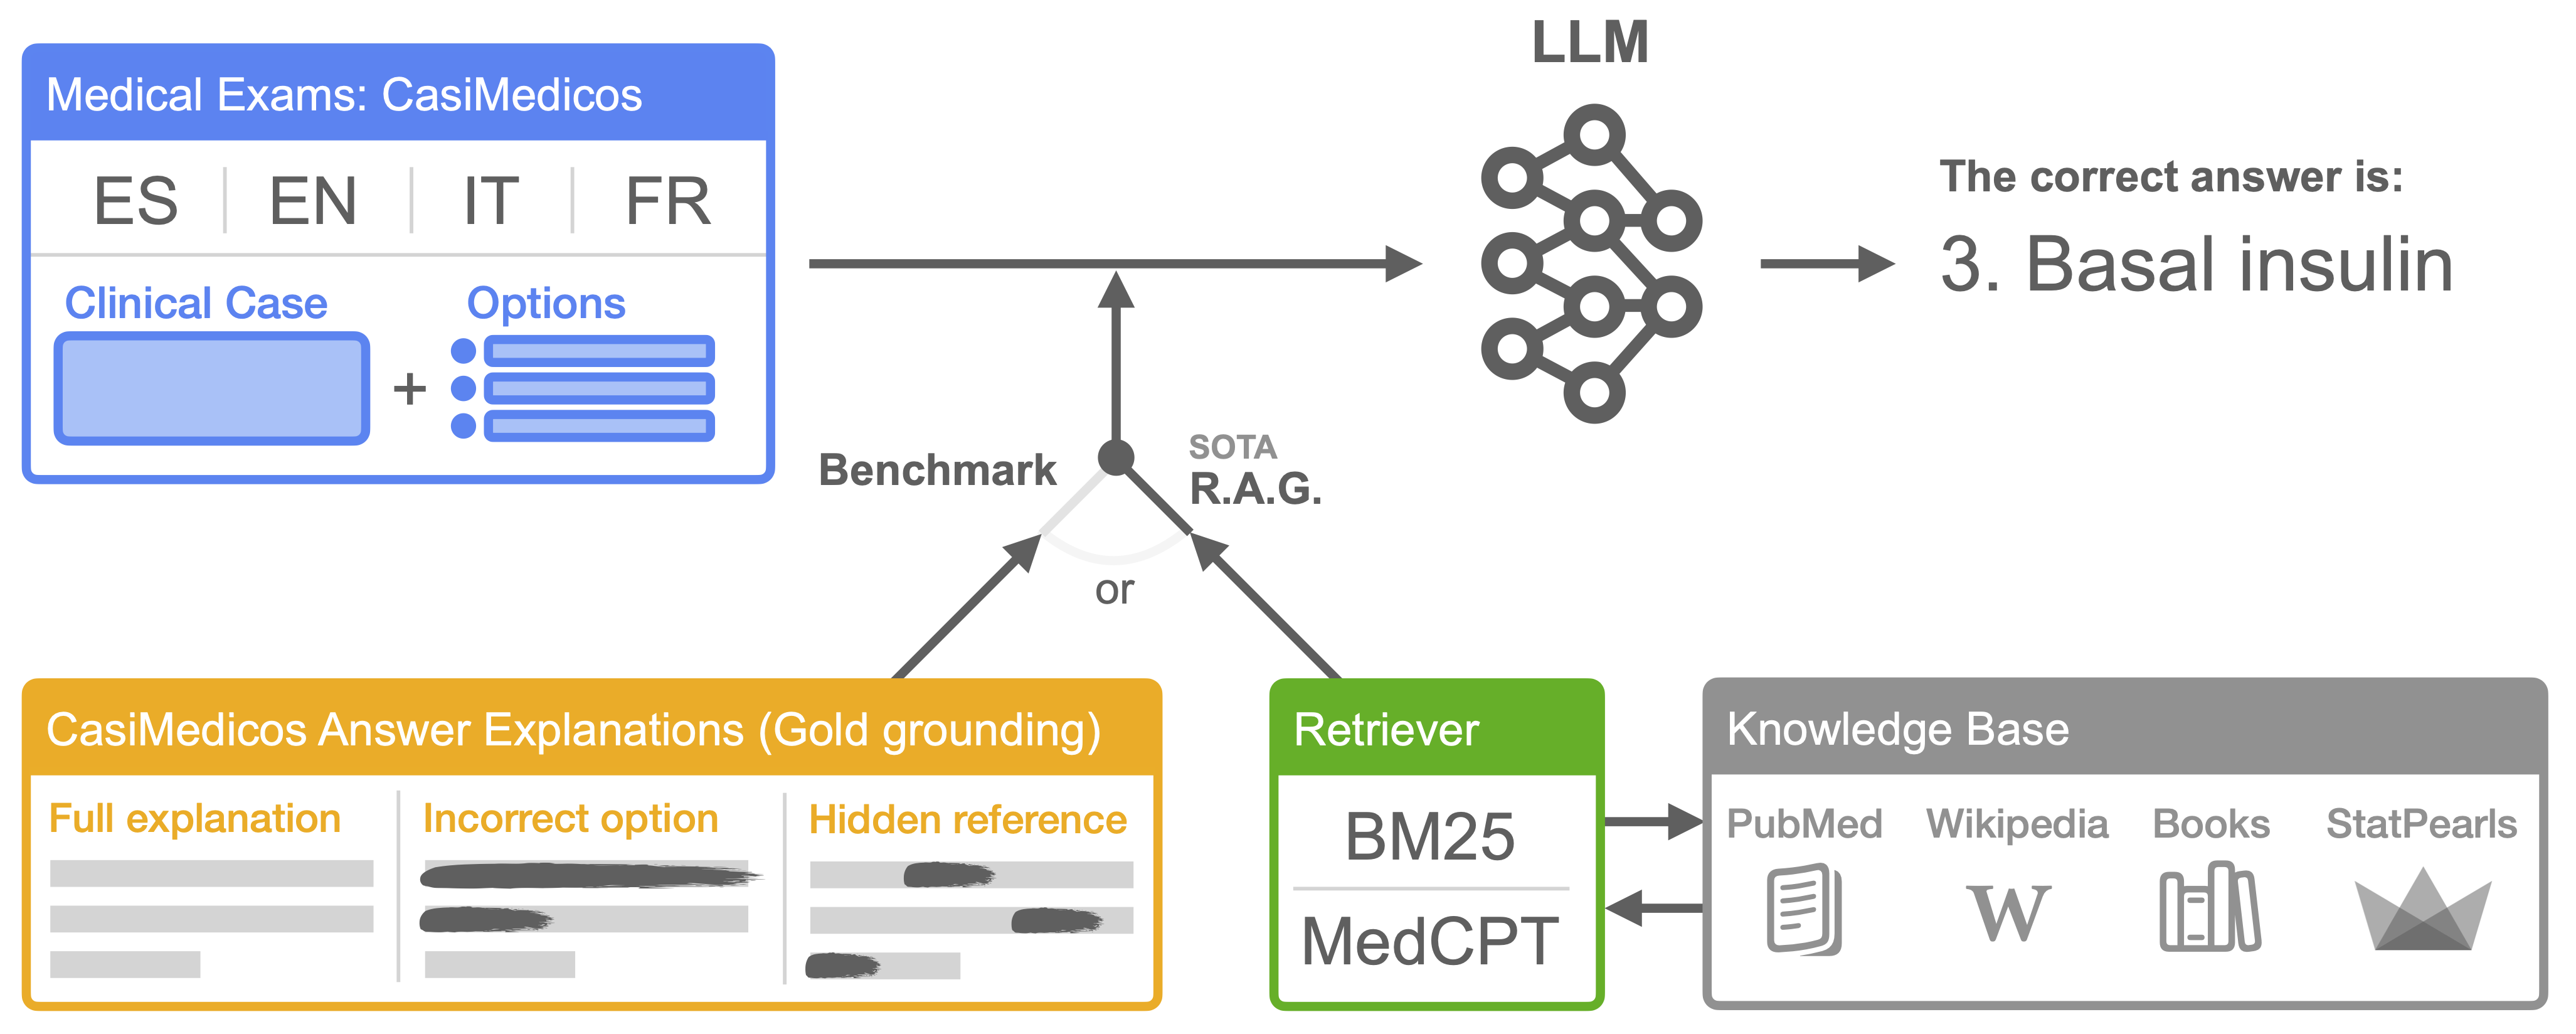 LLM
Medical Exams: CasiMedicos
ES EN IT FR
Clinical Case Options
+
The correct answer is:
3. Basal insulin
Benchmark
SOTA
R.A.G.
or
CasiMedicos Answer Explanations (Gold grounding)
Full explanation Incorrect option Hidden reference
Retriever
BM25
MedCPT
Knowledge Base
PubMed Wikipedia Books StatPearls
W